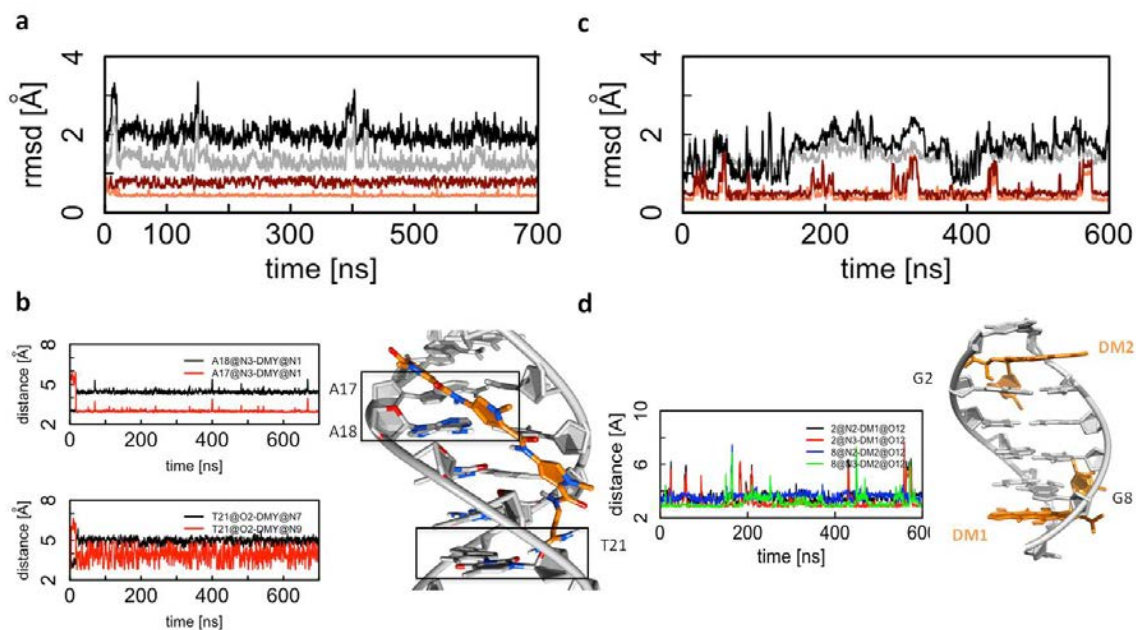 a
4
2
0
rmsd [Å]
0 100 300 500 700
time [ns]
c
4
2
0
rmsd [Å]
0 200 400 600
time [ns]
b
8
5
2
distance [Å]
A18@N3-DMY@N1
A17@N3-DMY@N1
0 200 400 600
time [ns]
8
5
2
distance [Å]
T21@O2-DMY@N7
T21@O2-DMY@N9
0 200 400 600
time [ns]
A17
A18
T21
d
10
6
2
distance [Å]
2@N2-DM1@O12
2@N3-DM1@O12
8@N2-DM2@O12
8@N3-DM2@O12
0 200 400 600
time [ns]
DM2
G2
G8
DM1